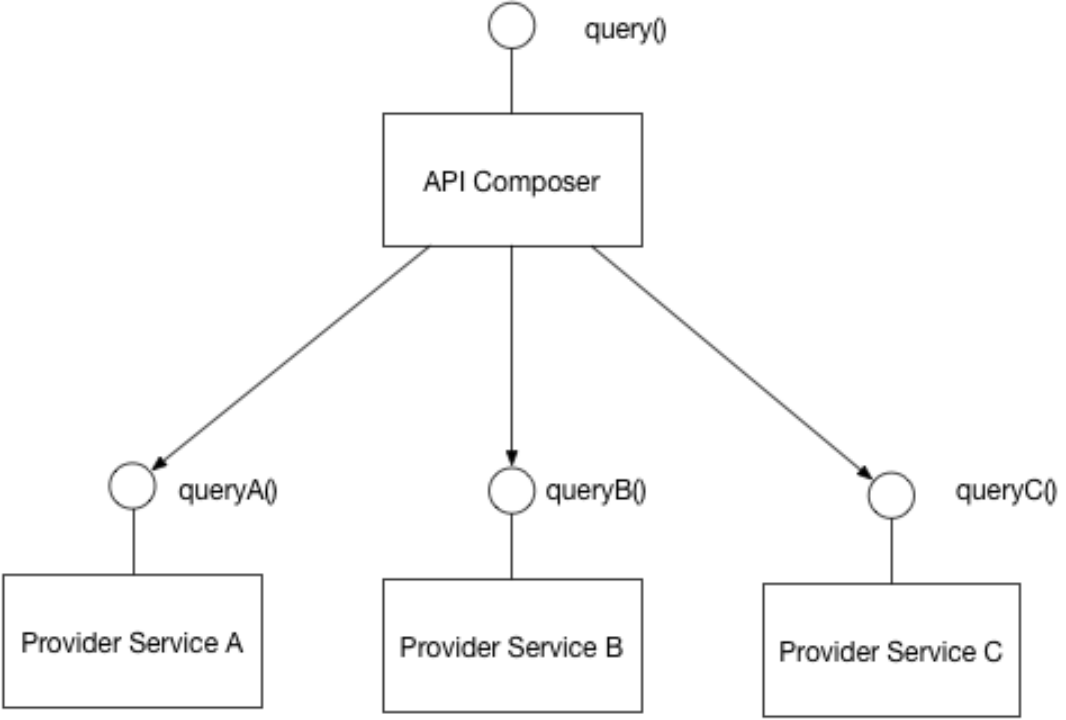 query()
API Composer
queryA()
queryB()
queryC()
Provider Service A
Provider Service B
Provider Service C